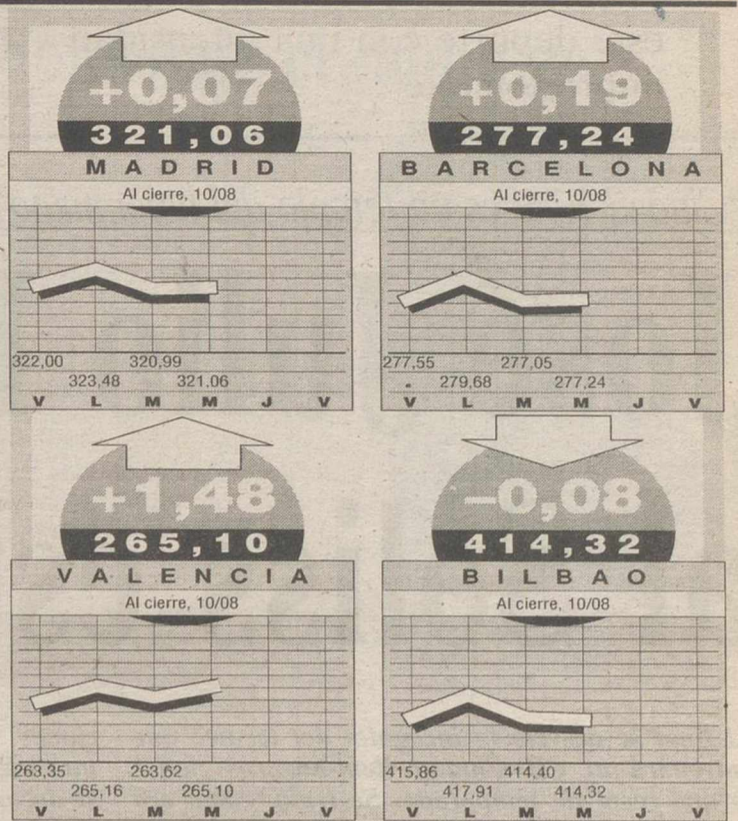 +0,07
321,06
MADRID
Al cierre, 10/08
322,00 320,99
323,48 321.06
V L M M J V
+0,19
277,24
BARCELONA
Al cierre, 10/08
277,55 277,05
279,68 277,24
V L M M J V
+1,48
265,10
VALENCIA
Al cierre, 10/08
263,35 263,62
265,16 265,10
V L M M J V
-0,08
414,32
BILBAO
Al cierre, 10/08
415,86 414,40
417,91 414,32
V L M M J V